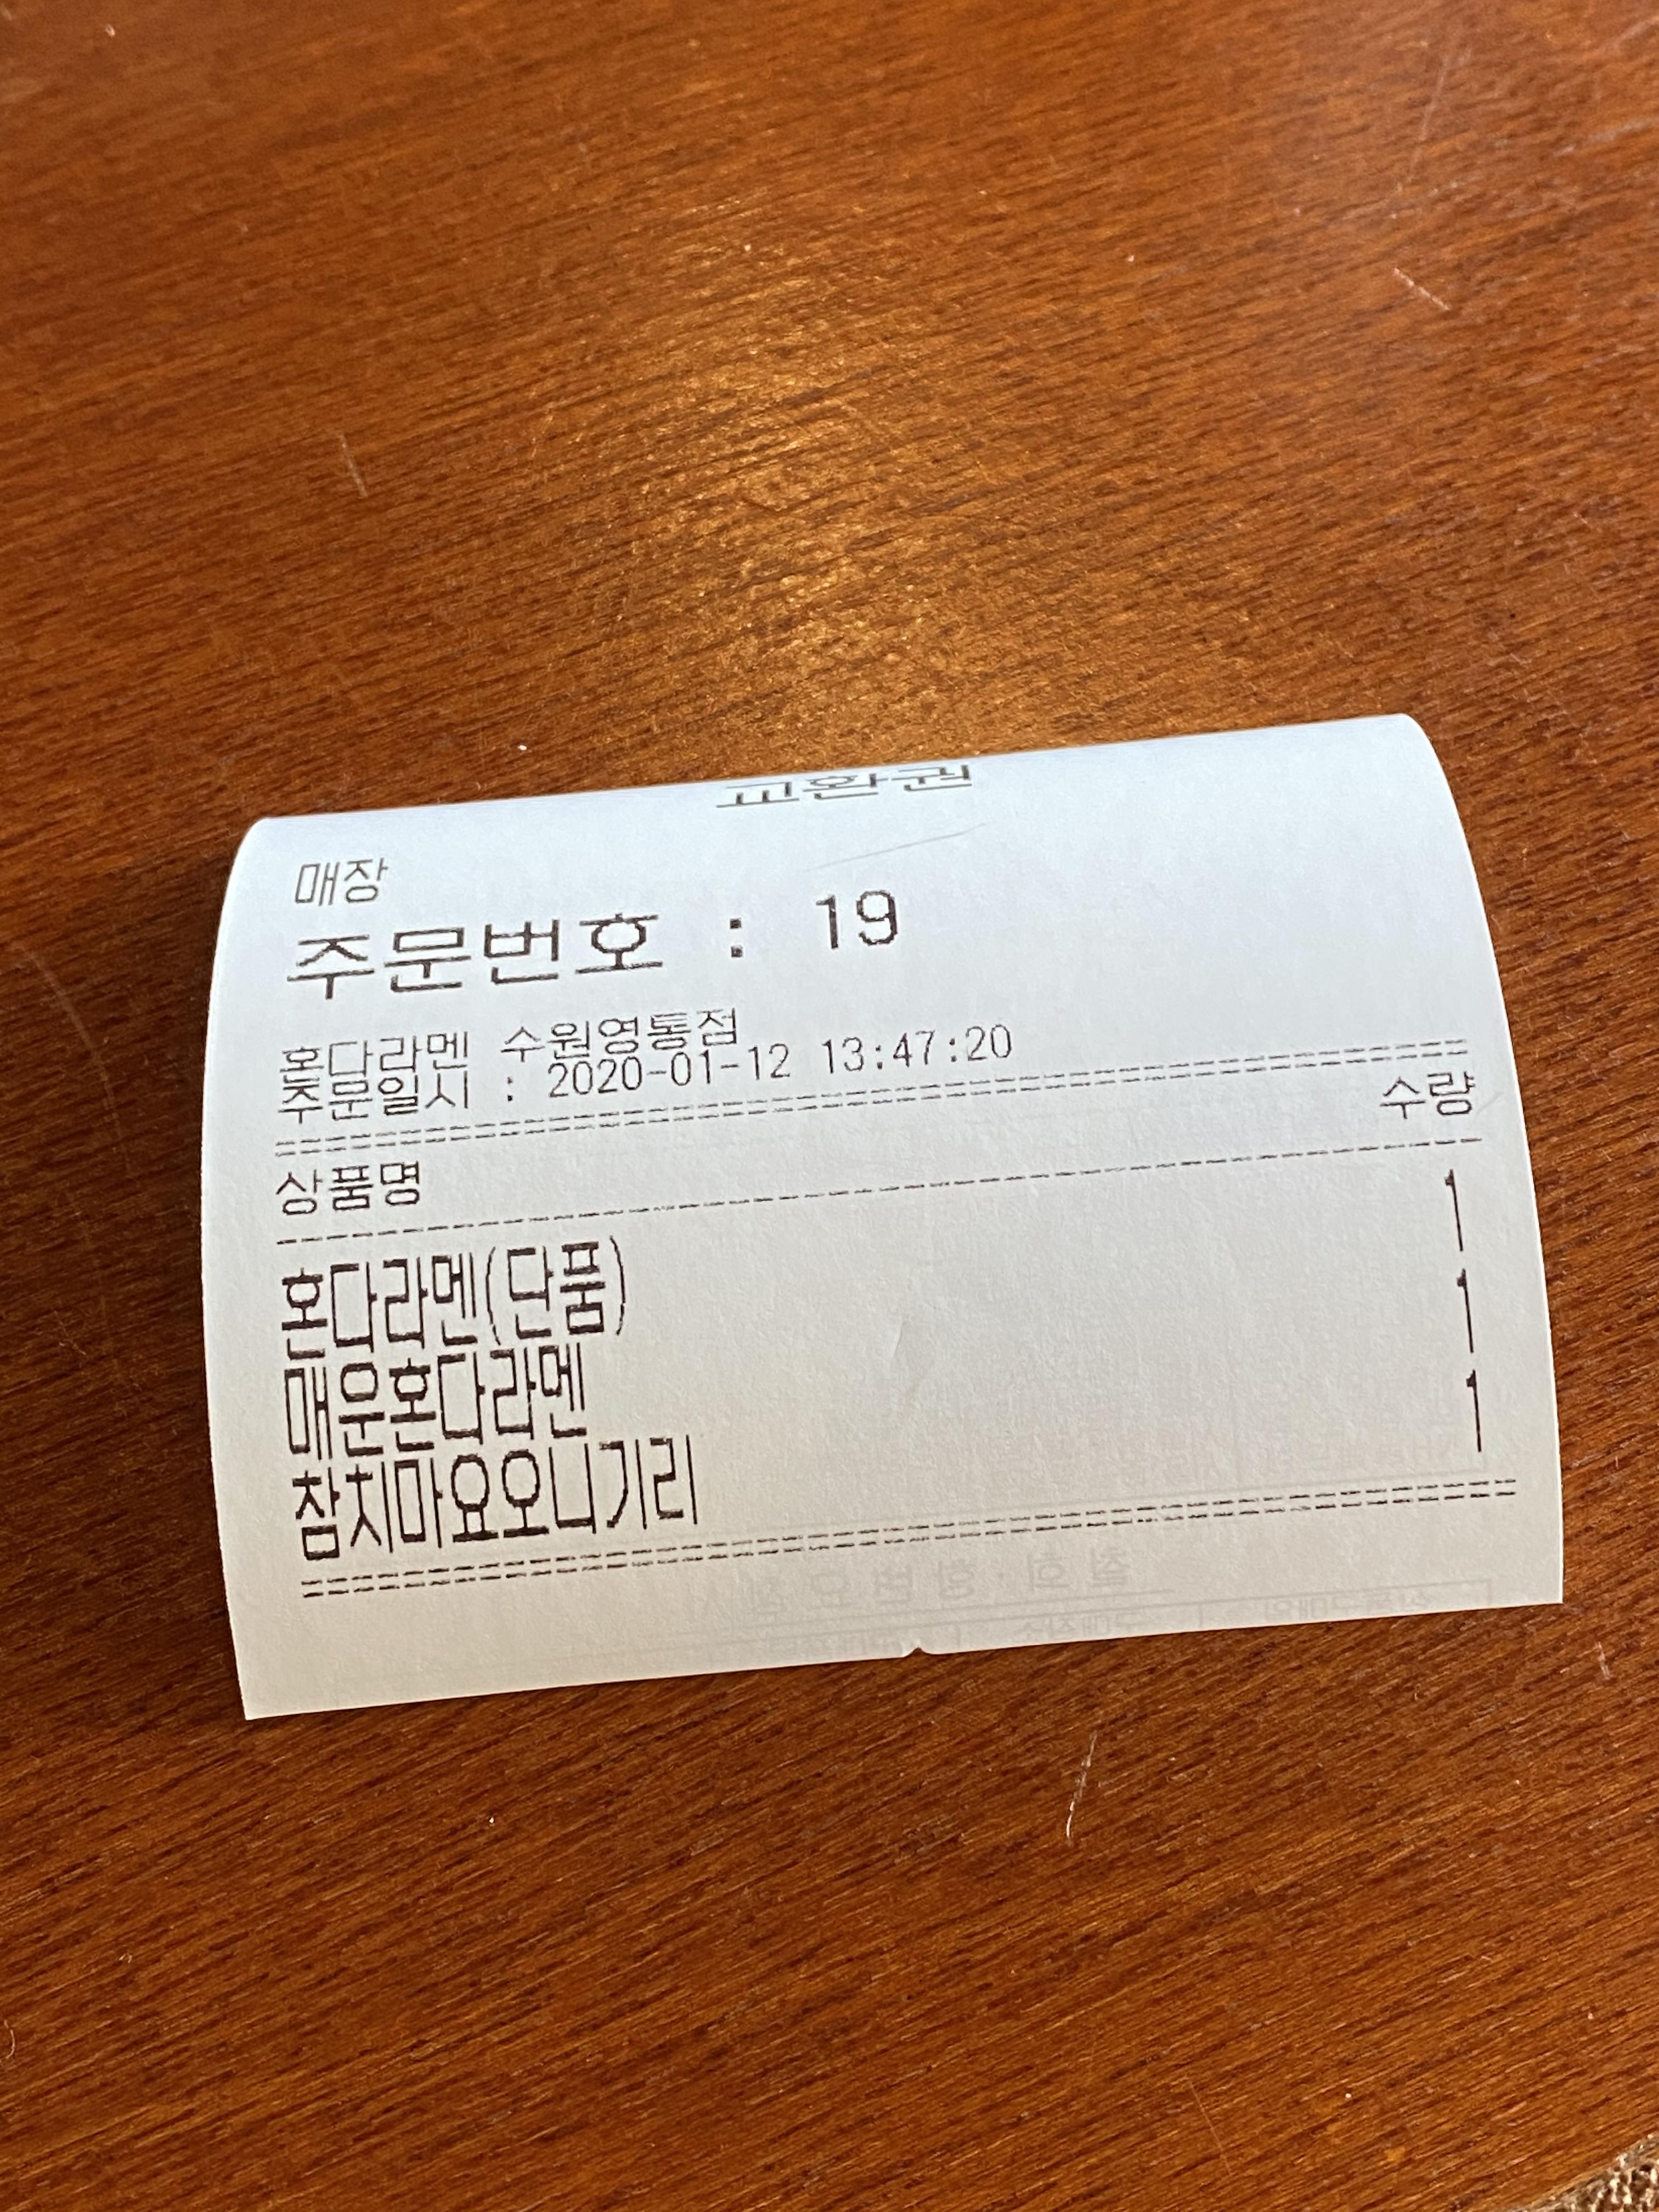 교환권
매장
주문번호 : 19
혼다라멘 수원영통점
주문일시 : 2020-01-12 13:47:20
상품명 수량
혼다라멘(단품) 1
매운혼다라멘 1
참치마요오니기리 1